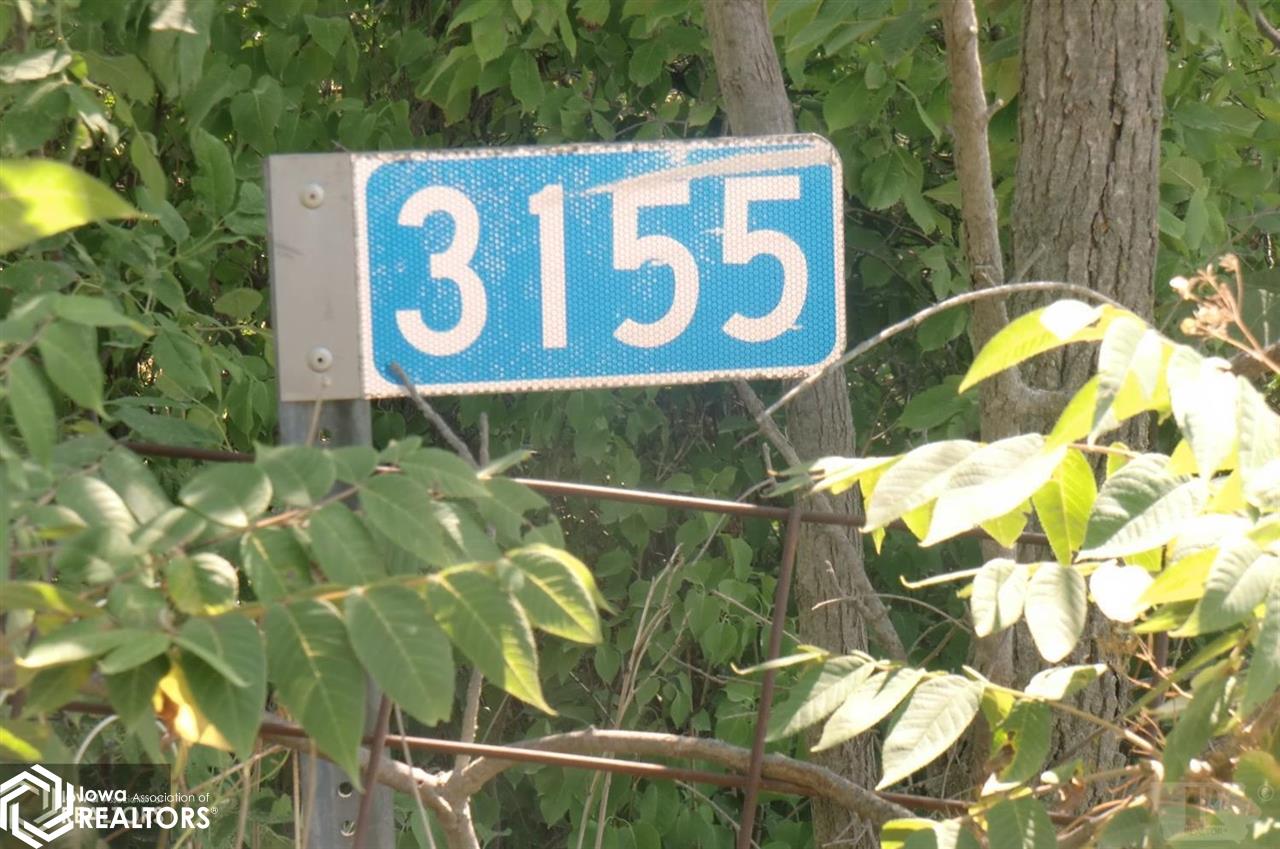 3155
Iowa Association of
REALTORS®